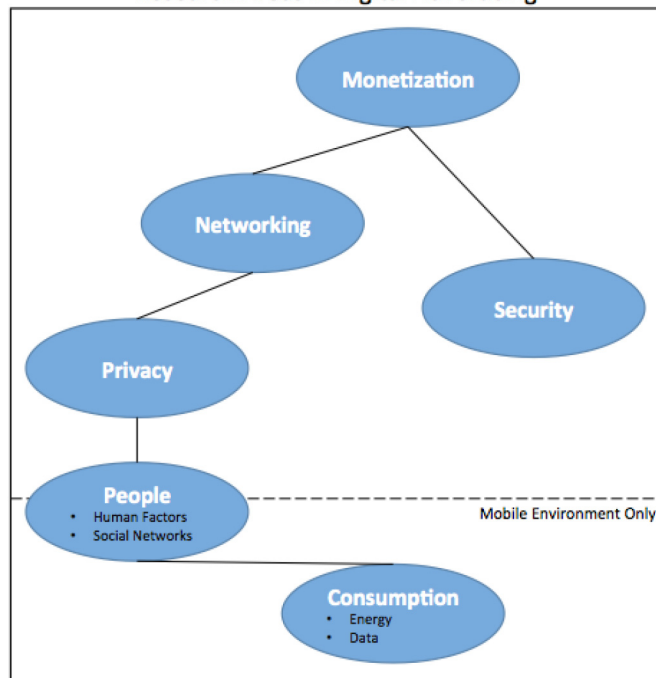 Monetization
Networking
Security
Privacy
People
• Human Factors
• Social Networks
Mobile Environment Only
Consumption
• Energy
• Data